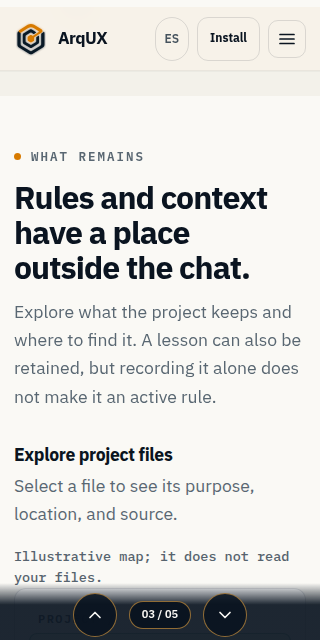 ArqUX
ES
Install
WHAT REMAINS
Rules and context
have a place
outside the chat.
Explore what the project keeps and
where to find it. A lesson can also be
retained, but recording it alone does
not make it an active rule.
Explore project files
Select a file to see its purpose,
location, and source.
Illustrative map; it does not read
your files.
03 / 05